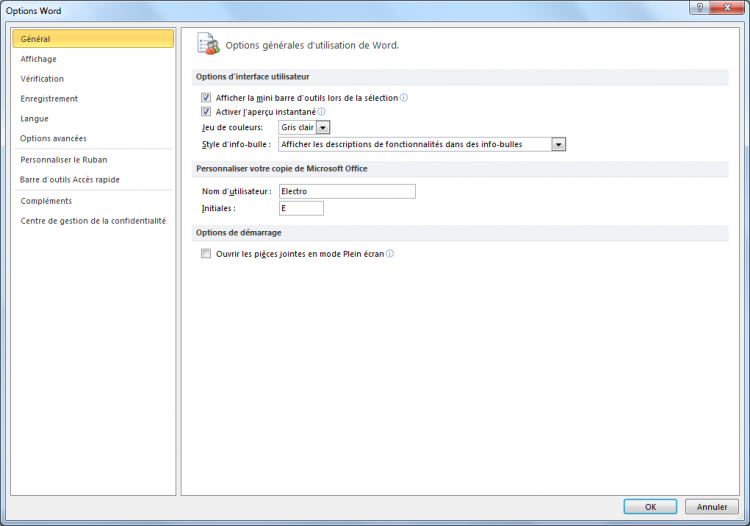 Options Word
Général
Affichage
Vérification
Enregistrement
Langue
Options avancées
Personnaliser le Ruban
Barre d'outils Accès rapide
Compléments
Centre de gestion de la confidentialité
Options générales d'utilisation de Word.
Options d'interface utilisateur
Afficher la mini barre d'outils lors de la sélection
Activer l'aperçu instantané
Jeu de couleurs: Gris clair
Style d'info-bulle : Afficher les descriptions de fonctionnalités dans des info-bulles
Personnaliser votre copie de Microsoft Office
Nom d'utilisateur : Electro
Initiales : E
Options de démarrage
Ouvrir les pièces jointes en mode Plein écran
OK Annuler